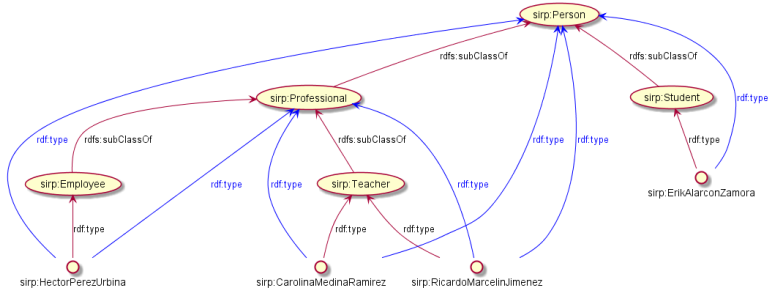 sirp:Person
rdfs:subClassOf
rdfs:subClassOf
sirp:Professional
sirp:Student
rdf:type
rdf:type
rdfs:subClassOf
rdfs:subClassOf
rdf:type
rdf:type
rdf:type
sirp:Employee
rdf:type
rdf:type
sirp:Teacher
rdf:type
sirp:ErikAlarconZamora
rdf:type
rdf:type
rdf:type
sirp:HectorPerezUrbina
sirp:CarolinaMedinaRamirez
sirp:RicardoMarcelinJimenez